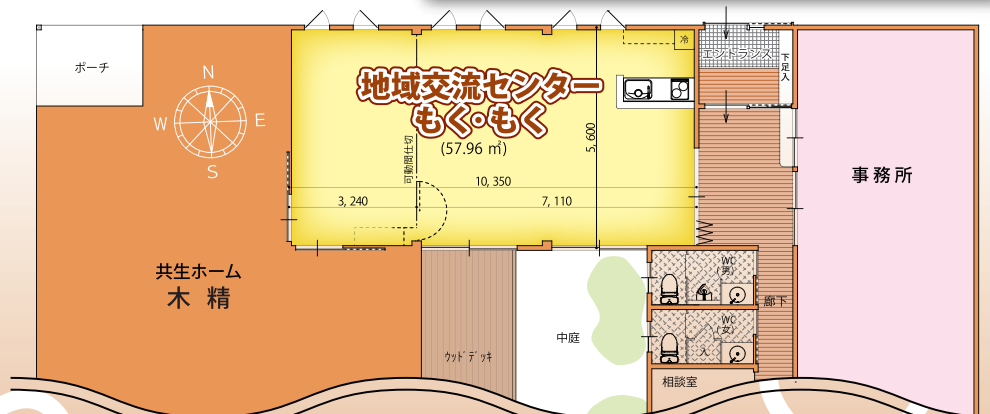 ポーチ
N
W
E
S
地域交流センター
もく・もく
(57.96 ㎡)
可動間仕切
5,600
10,350
3,240
7,110
冷
エントランス
下足入
事務所
共生ホーム
木 精
ウッドデッキ
中庭
WC
(男)
WC
(女)
入
廊下
相談室